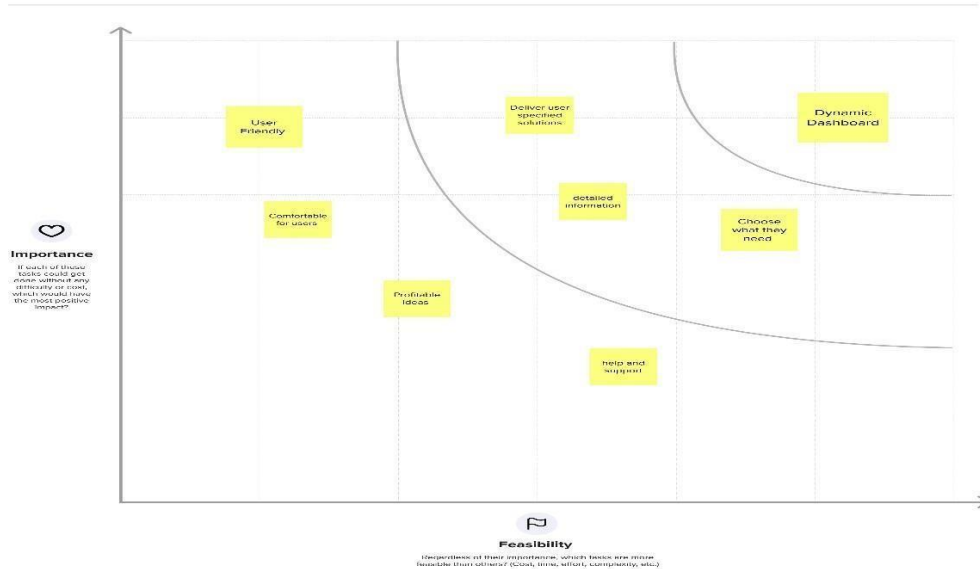 User
Friendly
Deliver user
specified
solutions
Dynamic
Dashboard
Comfortable
for users
detailed
information
Choose
what they
need
Importance
If each of these
tasks could get
done without any
difficulty or cost,
which would have
the most positive
impact?
Profitable
Ideas
help and
support
Feasibility
Regardless of their importance, which tasks are more
feasible than others? (Cost, time, effort, complexity, etc.)